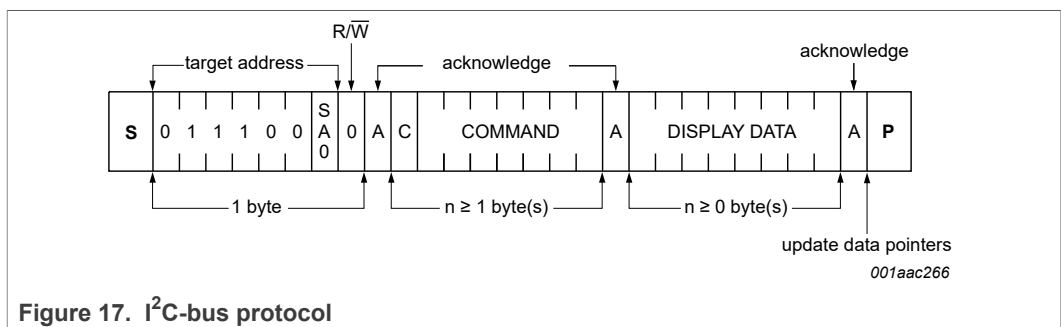 R/W̅
target address
acknowledge
acknowledge
S 0 1 1 1 0 0 SA0 0 A C COMMAND A DISPLAY DATA A P
1 byte
n ≥ 1 byte(s)
n ≥ 0 byte(s)
update data pointers
001aac266
Figure 17. I²C-bus protocol